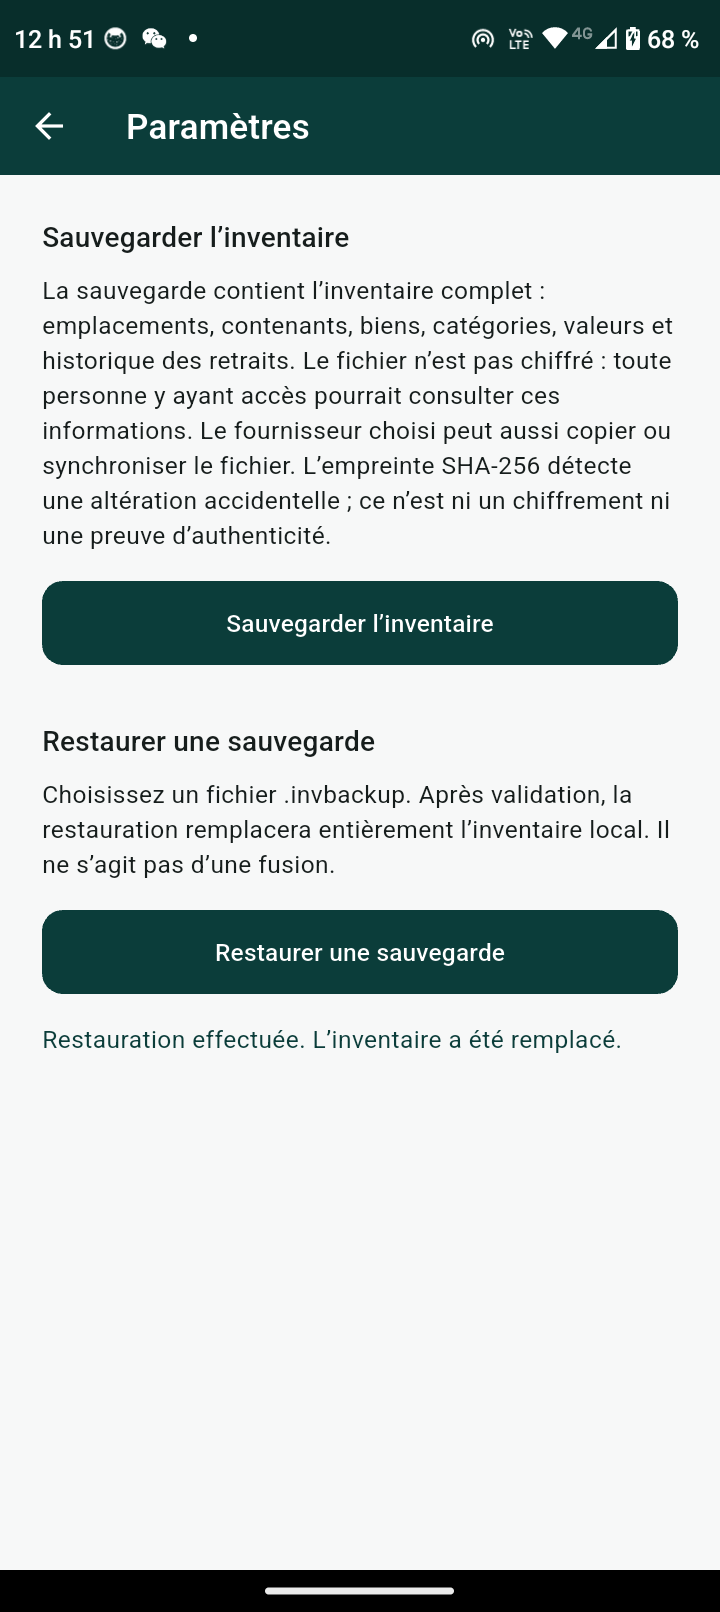 12 h 51
Vo LTE
4G
68 %
Paramètres
Sauvegarder l’inventaire
La sauvegarde contient l’inventaire complet :
emplacements, contenants, biens, catégories, valeurs et
historique des retraits. Le fichier n’est pas chiffré : toute
personne y ayant accès pourrait consulter ces
informations. Le fournisseur choisi peut aussi copier ou
synchroniser le fichier. L’empreinte SHA-256 détecte
une altération accidentelle ; ce n’est ni un chiffrement ni
une preuve d’authenticité.
Sauvegarder l’inventaire
Restaurer une sauvegarde
Choisissez un fichier .invbackup. Après validation, la
restauration remplacera entièrement l’inventaire local. Il
ne s’agit pas d’une fusion.
Restaurer une sauvegarde
Restauration effectuée. L’inventaire a été remplacé.